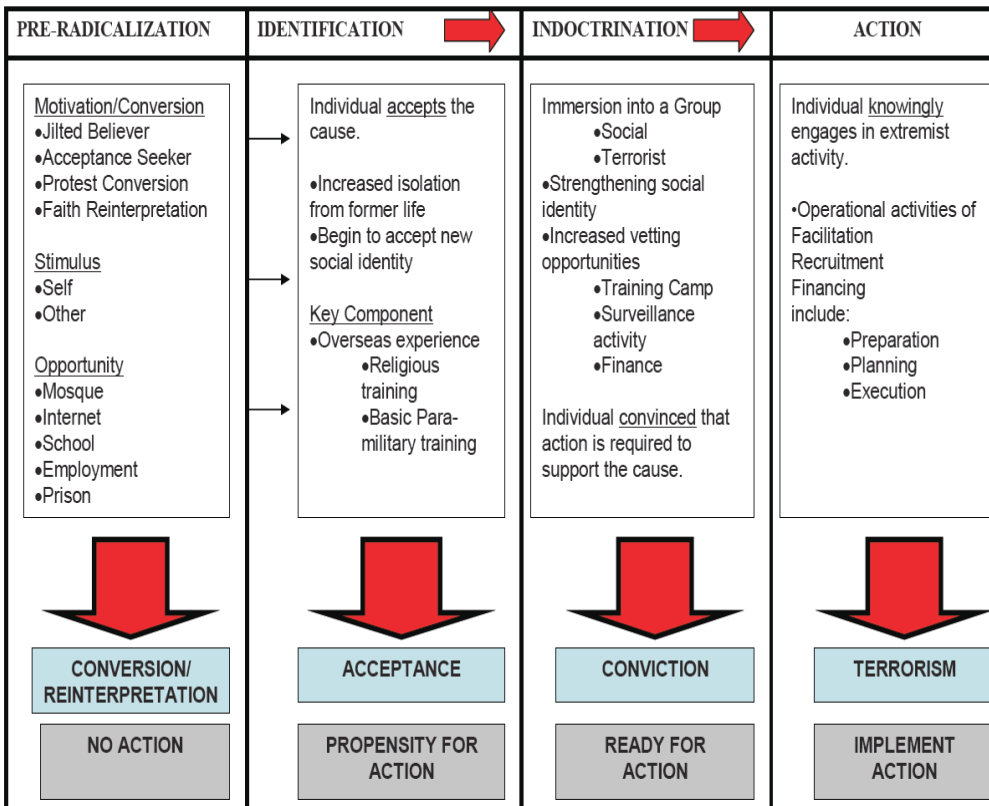 PRE-RADICALIZATION
IDENTIFICATION
INDOCTRINATION
ACTION
Motivation/Conversion
•Jilted Believer
•Acceptance Seeker
•Protest Conversion
•Faith Reinterpretation
Stimulus
•Self
•Other
Opportunity
•Mosque
•Internet
•School
•Employment
•Prison
Individual accepts the
cause.
•Increased isolation
from former life
•Begin to accept new
social identity
Key Component
•Overseas experience
•Religious
training
•Basic Para-
military training
Immersion into a Group
•Social
•Terrorist
•Strengthening social
identity
•Increased vetting
opportunities
•Training Camp
•Surveillance
activity
•Finance
Individual convinced that
action is required to
support the cause.
Individual knowingly
engages in extremist
activity.
•Operational activities of
Facilitation
Recruitment
Financing
include:
•Preparation
•Planning
•Execution
CONVERSION/
REINTERPRETATION
ACCEPTANCE
CONVICTION
TERRORISM
NO ACTION
PROPENSITY FOR
ACTION
READY FOR
ACTION
IMPLEMENT
ACTION